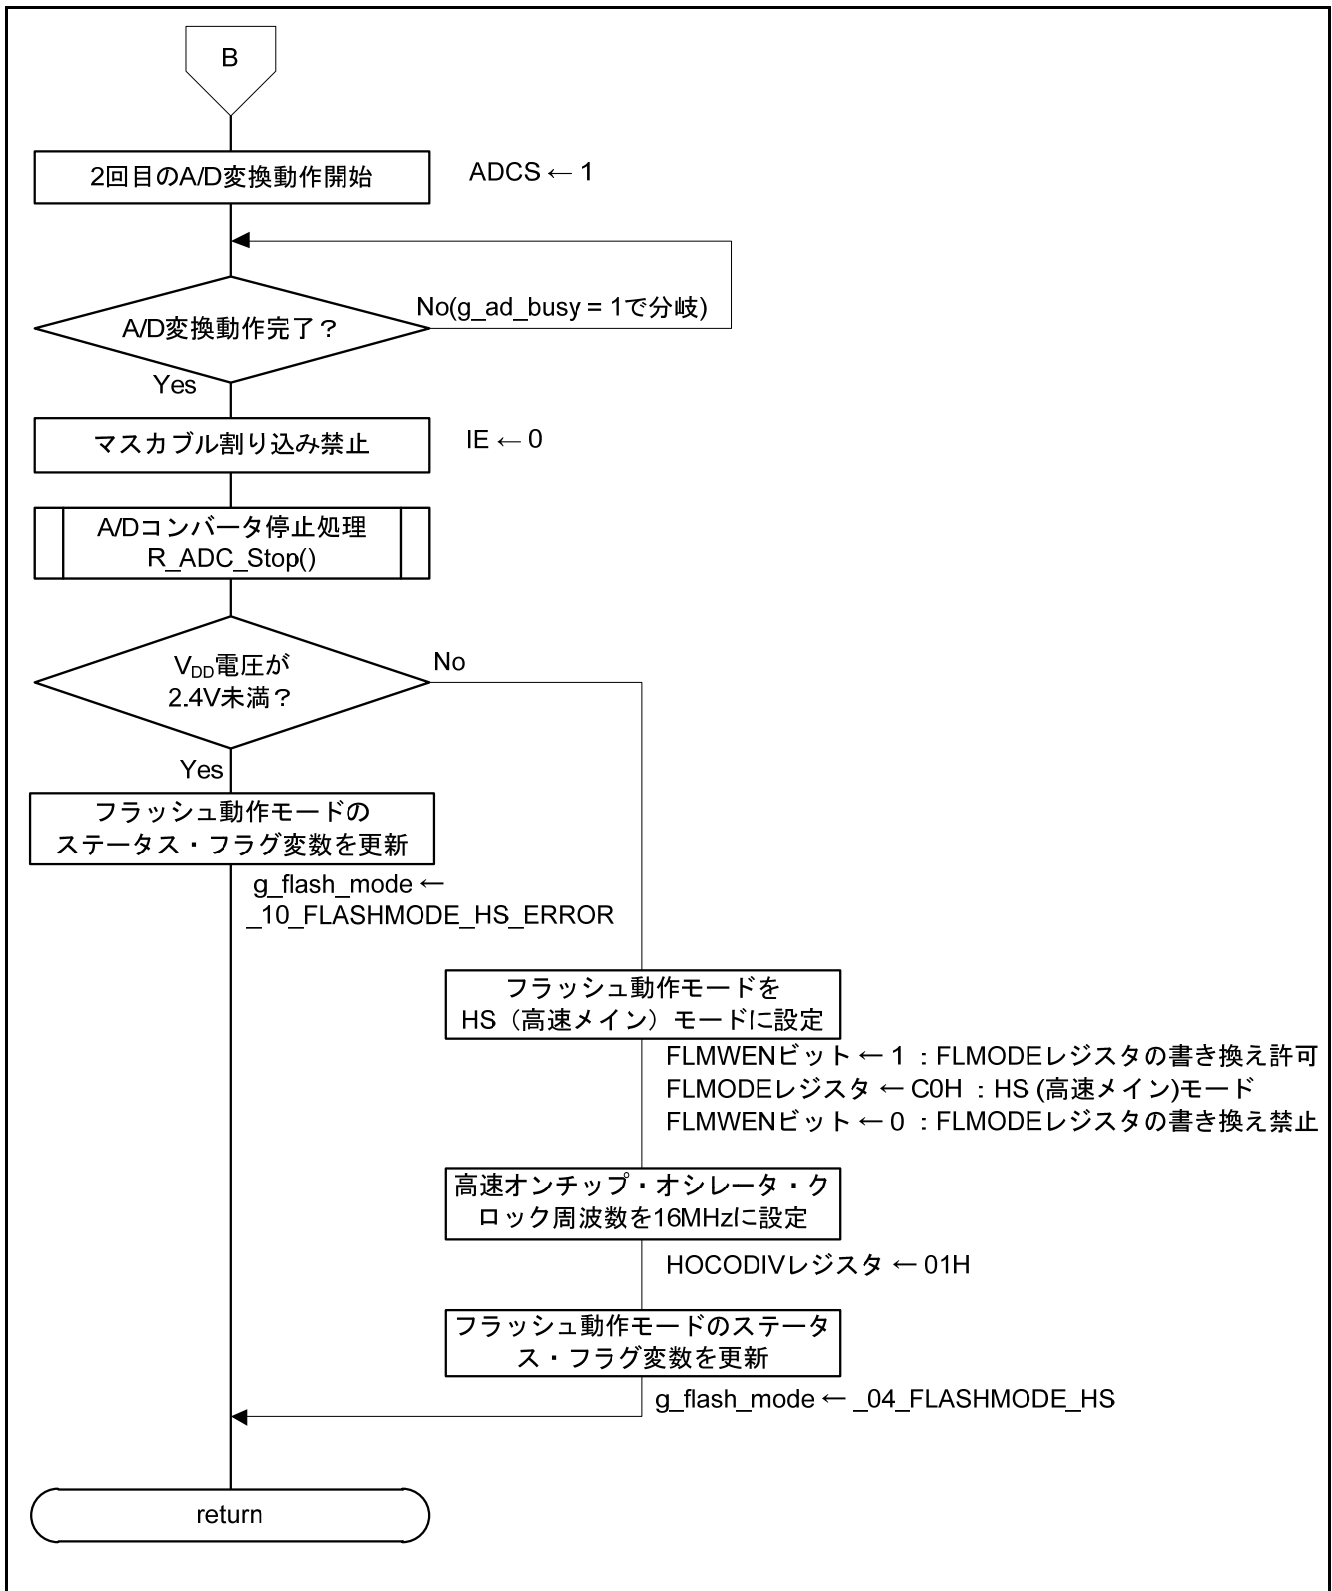 B
2回目のA/D変換動作開始
ADCS ← 1
A/D変換動作完了？
No(g_ad_busy = 1で分岐)
Yes
マスカブル割り込み禁止
IE ← 0
A/Dコンバータ停止処理
R_ADC_Stop()
VDD電圧が
2.4V未満？
No
Yes
フラッシュ動作モードの
ステータス・フラグ変数を更新
g_flash_mode ←
_10_FLASHMODE_HS_ERROR
フラッシュ動作モードを
HS（高速メイン）モードに設定
FLMWENビット ← 1 ：FLMODEレジスタの書き換え許可
FLMODEレジスタ ← C0H ：HS (高速メイン)モード
FLMWENビット ← 0 ：FLMODEレジスタの書き換え禁止
高速オンチップ・オシレータ・ク
ロック周波数を16MHzに設定
HOCODIVレジスタ ← 01H
フラッシュ動作モードのステータ
ス・フラグ変数を更新
g_flash_mode ← _04_FLASHMODE_HS
return